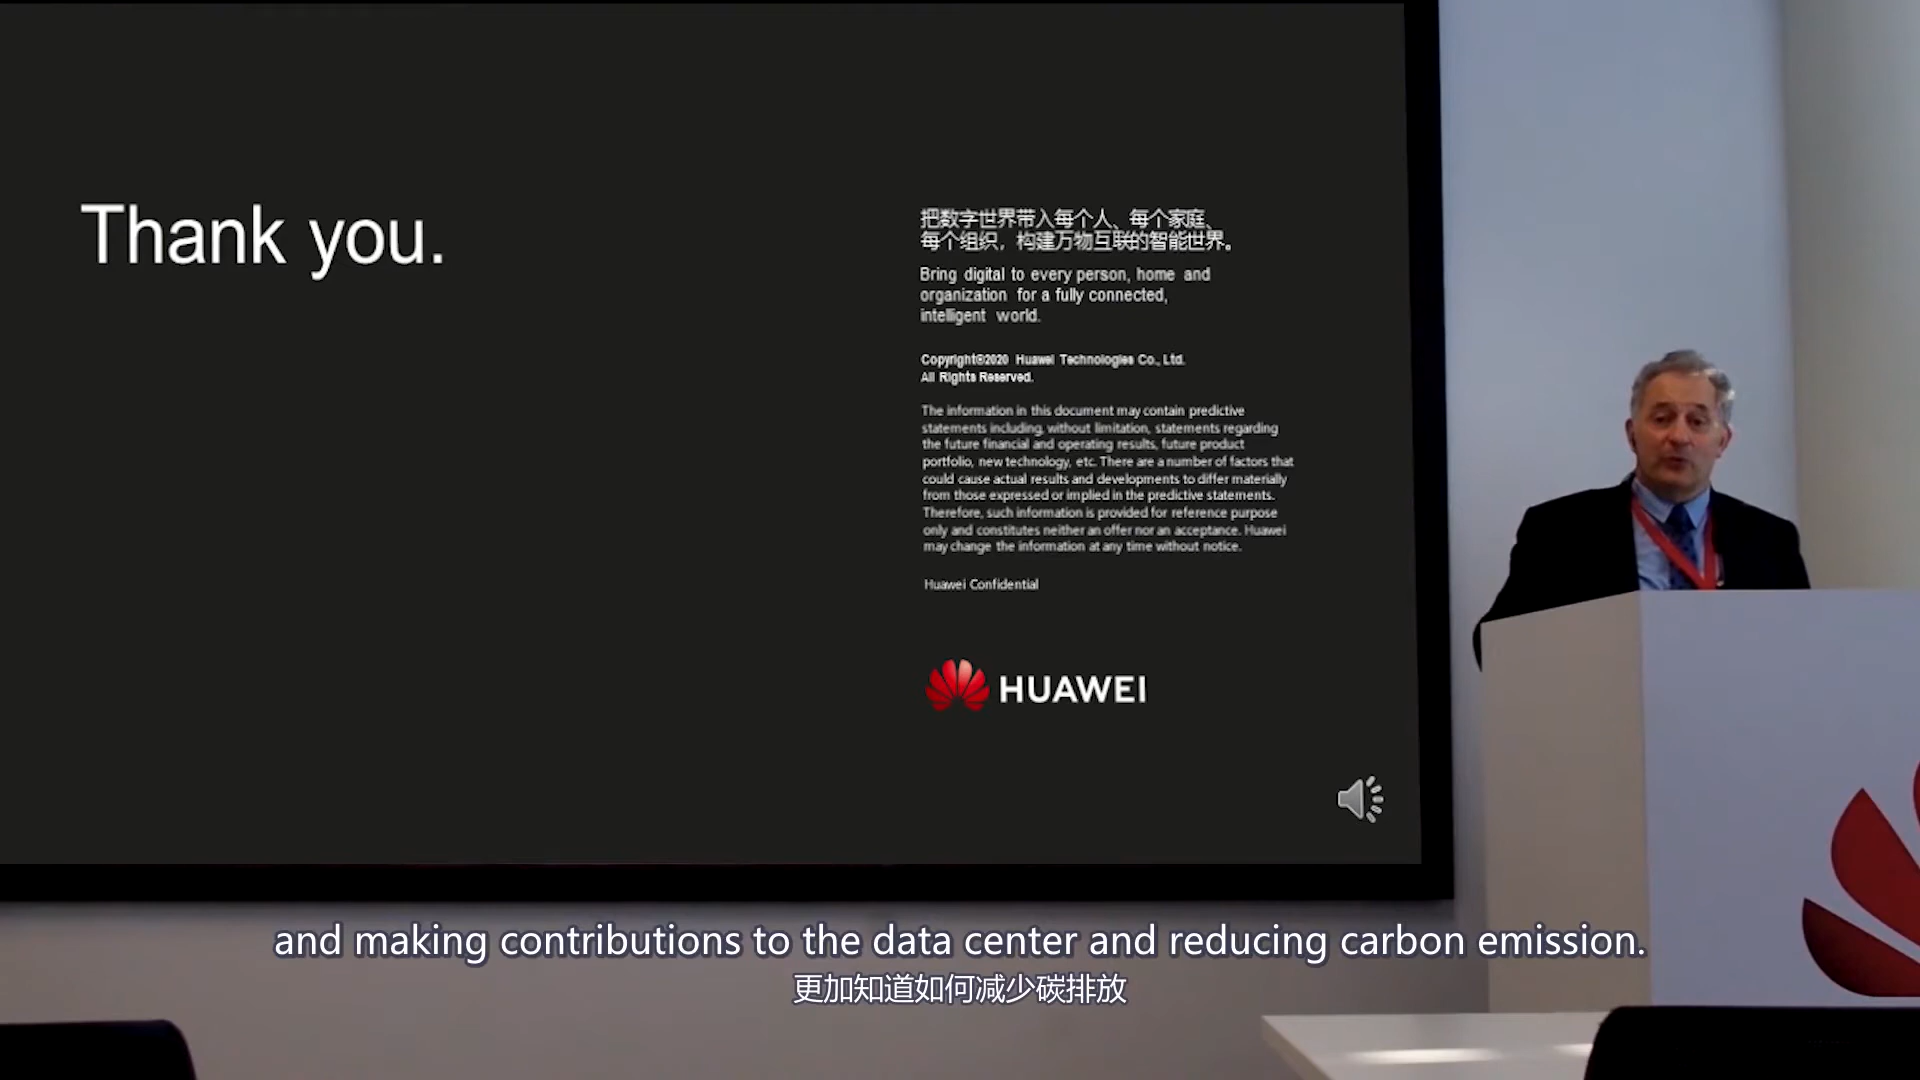 Thank you.
把数字世界带入每个人、每个家庭、
每个组织，构建万物互联的智能世界。
Bring digital to every person, home and
organization for a fully connected,
intelligent world.
Copyright©2020 Huawei Technologies Co., Ltd.
All Rights Reserved.
The information in this document may contain predictive
statements including, without limitation, statements regarding
the future financial and operating results, future product
portfolio, new technology, etc. There are a number of factors that
could cause actual results and developments to differ materially
from those expressed or implied in the predictive statements.
Therefore, such information is provided for reference purpose
only and constitutes neither an offer nor an acceptance. Huawei
may change the information at any time without notice.
Huawei Confidential
HUAWEI
and making contributions to the data center and reducing carbon emission.
更加知道如何减少碳排放